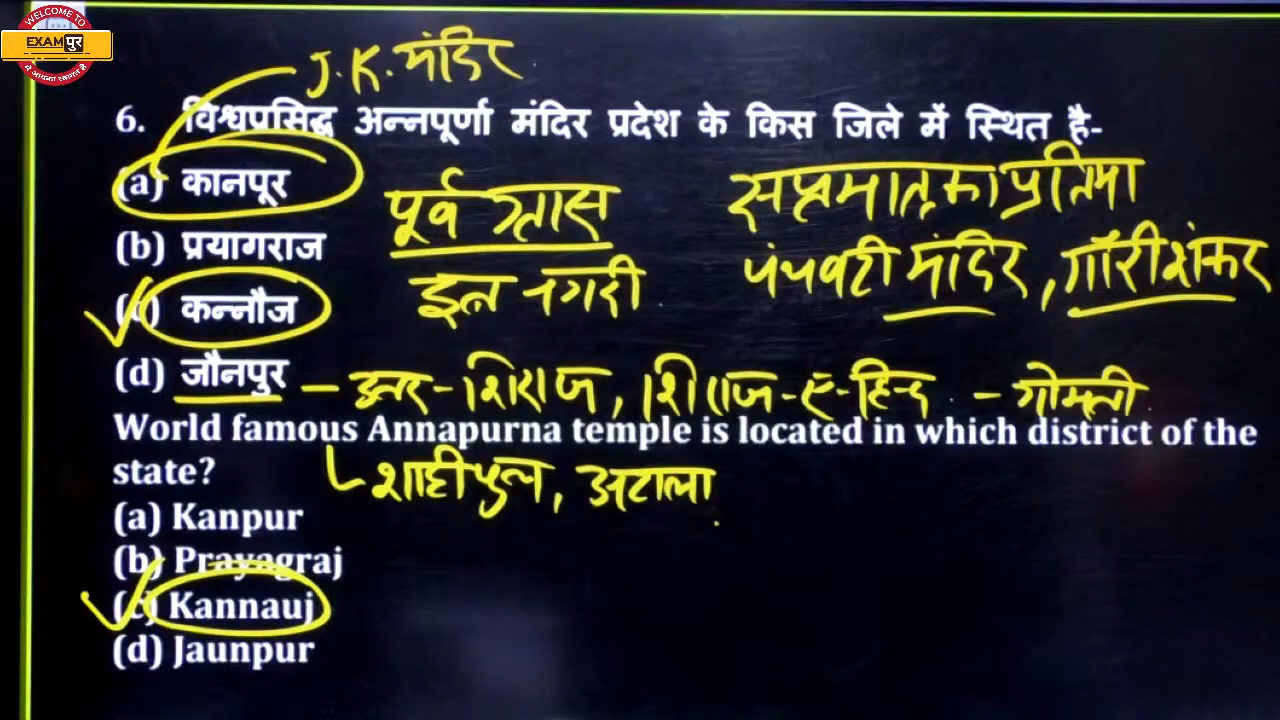 WELCOME TO
EXAMपुर
में आपका स्वागत है
J.K. मंदिर
6. विश्वप्रसिद्ध अन्नपूर्णा मंदिर प्रदेश के किस जिले में स्थित है-
(a) कानपूर
पूर्व
सप्तमातृका प्रतिमा
(b) प्रयागराज
नगरी
पंचवटी मंदिर, गौरीशंकर
(c) कन्नौज
(d) जौनपुर – शिराज, शिराज-ए-हिन्द - गोमती
World famous Annapurna temple is located in which district of the
state?
शाहीपुल, अटाला
(a) Kanpur
(b) Prayagraj
(c) Kannauj
(d) Jaunpur